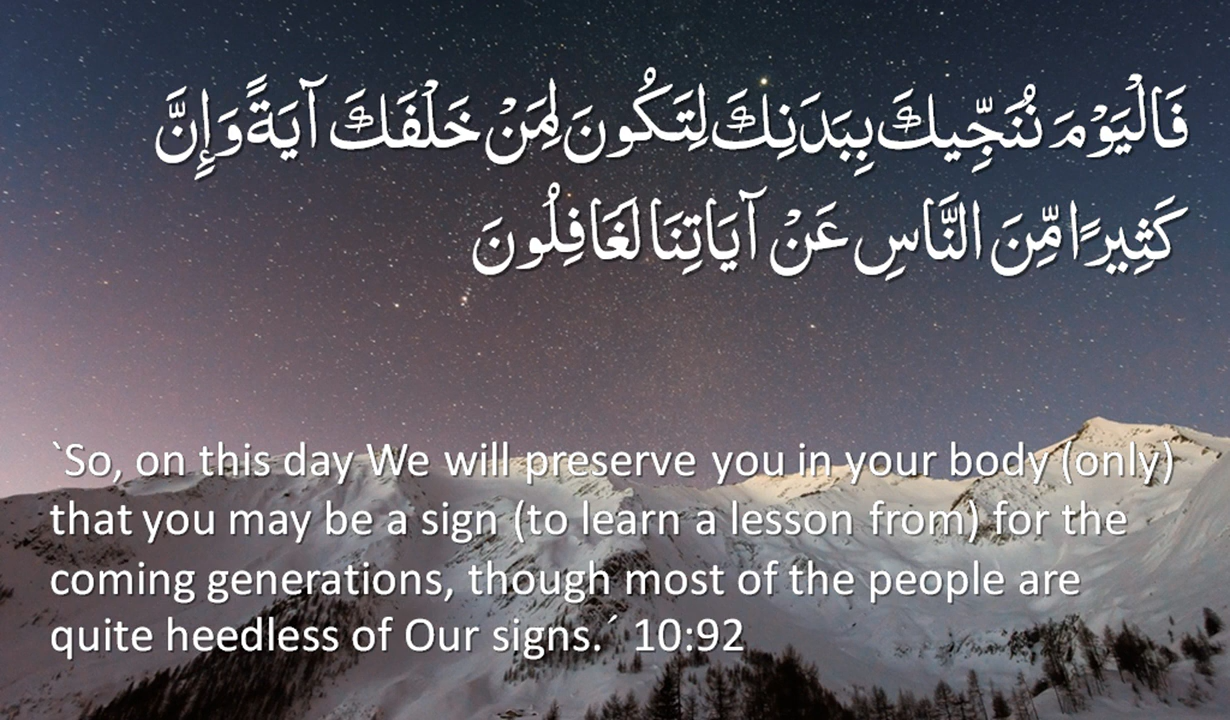 فَالْيَوْمَ نُنَجِّيكَ بِبَدَنِكَ لِتَكُونَ لِمَنْ خَلْفَكَ آيَةً وَإِنَّ
كَثِيرًا مِّنَ النَّاسِ عَنْ آيَاتِنَا لَغَافِلُونَ
`So, on this day We will preserve you in your body (only)
that you may be a sign (to learn a lesson from) for the
coming generations, though most of the people are
quite heedless of Our signs.´ 10:92